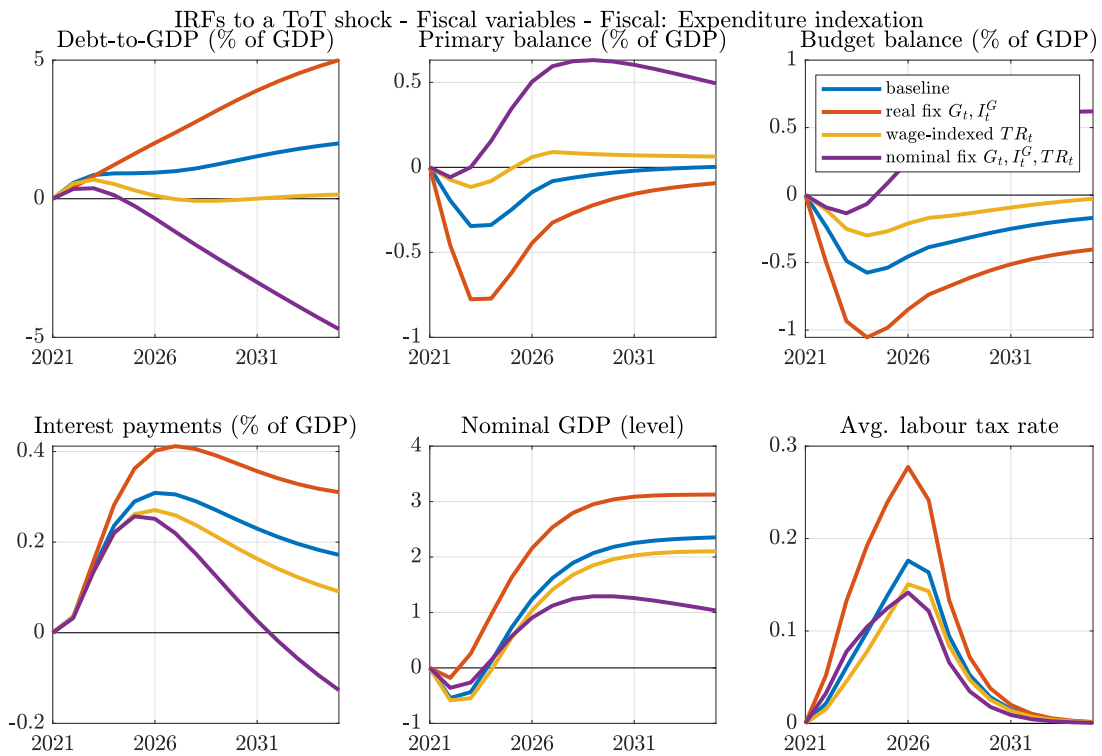 IRFs to a ToT shock - Fiscal variables - Fiscal: Expenditure indexation
Debt-to-GDP (% of GDP)
5
0
-5
2021 2026 2031
Primary balance (% of GDP)
0.5
0
-0.5
-1
2021 2026 2031
Budget balance (% of GDP)
1
0.5
0
-0.5
-1
2021 2026 2031
baseline
real fix $G_t, I_t^G$
wage-indexed $TR_t$
nominal fix $G_t, I_t^G, TR_t$
Interest payments (% of GDP)
0.4
0.2
0
-0.2
2021 2026 2031
Nominal GDP (level)
4
3
2
1
0
-1
2021 2026 2031
Avg. labour tax rate
0.3
0.2
0.1
0
2021 2026 2031